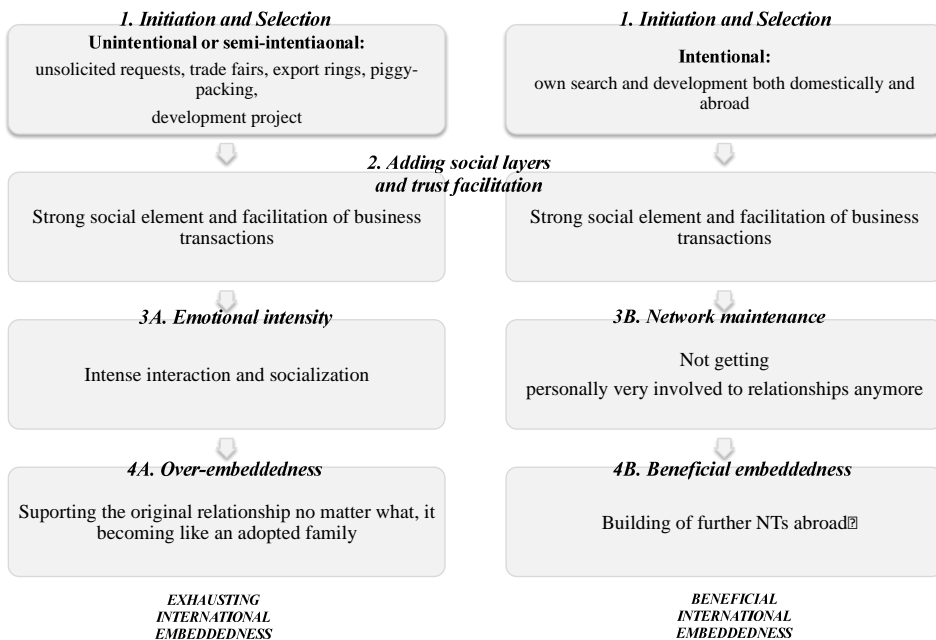 1. Initiation and Selection
Unintentional or semi-intentiaonal:
unsolicited requests, trade fairs, export rings, piggy-
packing,
development project
1. Initiation and Selection
Intentional:
own search and development both domestically and
abroad
2. Adding social layers
and trust facilitation
Strong social element and facilitation of business
transactions
Strong social element and facilitation of business
transactions
3A. Emotional intensity
Intense interaction and socialization
3B. Network maintenance
Not getting
personally very involved to relationships anymore
4A. Over-embeddedness
Suporting the original relationship no matter what, it
becoming like an adopted family
4B. Beneficial embeddedness
Building of further NTs abroad
EXHAUSTING
INTERNATIONAL
EMBEDDEDNESS
BENEFICIAL
INTERNATIONAL
EMBEDDEDNESS